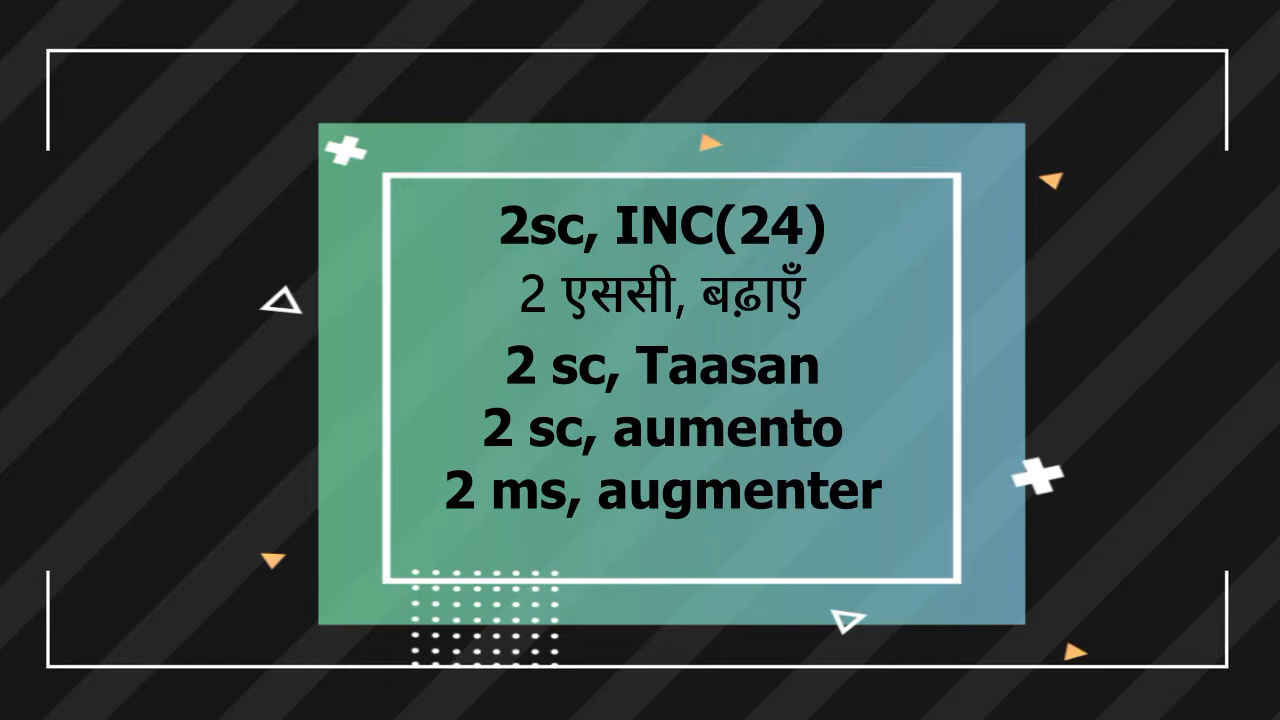 2sc, INC(24)
2 एससी, बढ़ाएँ
2 sc, Taasan
2 sc, aumento
2 ms, augmenter